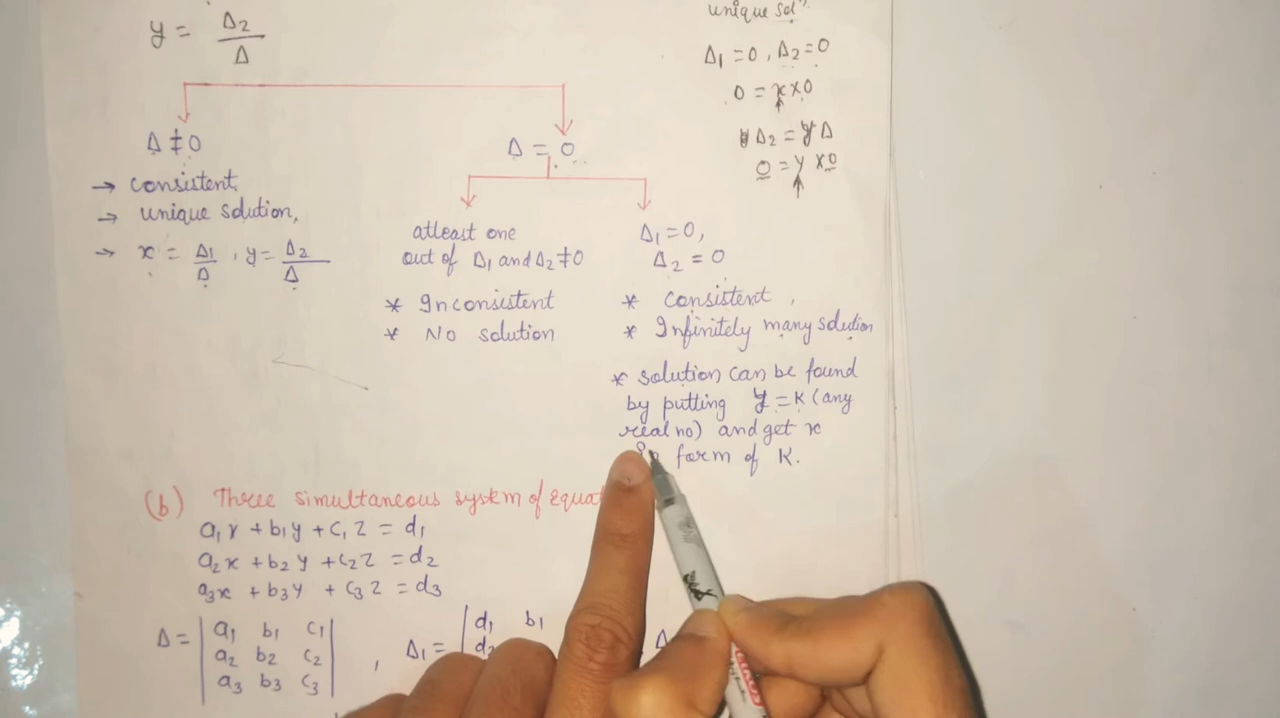 y = Δ2/Δ
unique solⁿ
Δ1 = 0 , Δ2 = 0
0 = x × 0
Δ2 = yΔ
0 = y × 0
Δ ≠ 0
→ consistent,
→ unique solution,
→ x = Δ1/Δ , y = Δ2/Δ
Δ = 0
atleast one
out of Δ1 and Δ2 ≠ 0
* Inconsistent
* No solution
Δ1 = 0,
Δ2 = 0
* consistent,
* Infinitely many solution
* solution can be found
by putting y = K (any
real no) and get x
form of K.
(b) Three simultaneous system of
a1x + b1y + c1z = d1
a2x + b2y + c2z = d2
a3x + b3y + c3z = d3
Δ = | a1 b1 c1 | , Δ1 = | d1 b1
a2 b2 c2
a3 b3 c3